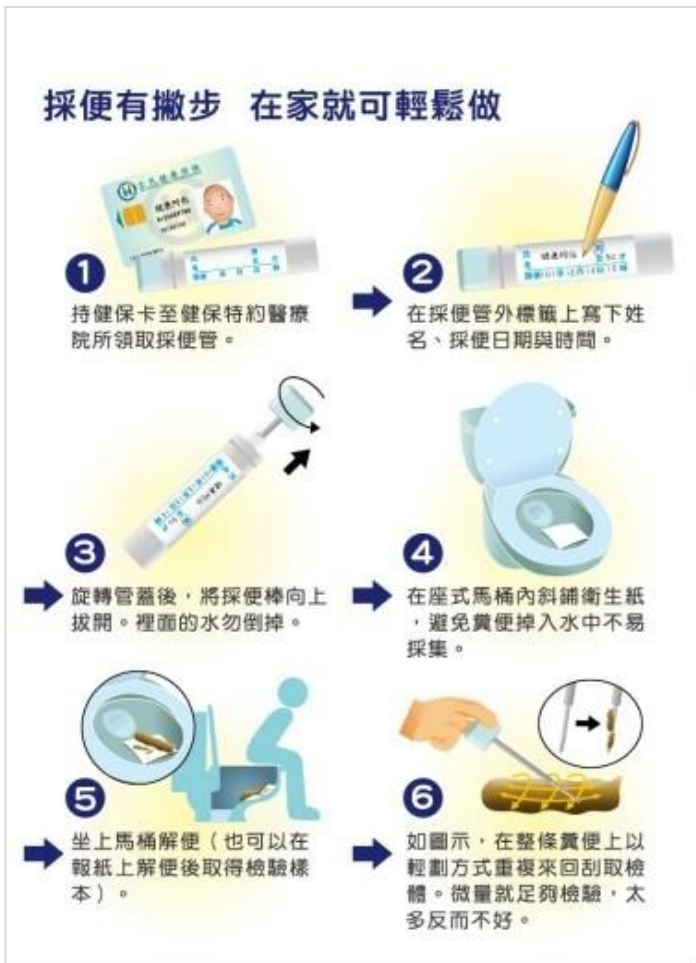 採便有撇步 在家就可輕鬆做
1
持健保卡至健保特約醫療
院所領取採便管。
2
在採便管外標籤上寫下姓
名、採便日期與時間。
3
旋轉管蓋後，將採便棒向上
拔開。裡面的水勿倒掉。
4
在座式馬桶內斜鋪衛生紙
，避免糞便掉入水中不易
採集。
5
坐上馬桶解便（也可以在
報紙上解便後取得檢驗樣
本）。
6
如圖示，在整條糞便上以
輕劃方式重複來回刮取檢
體。微量就足夠檢驗，太
多反而不好。